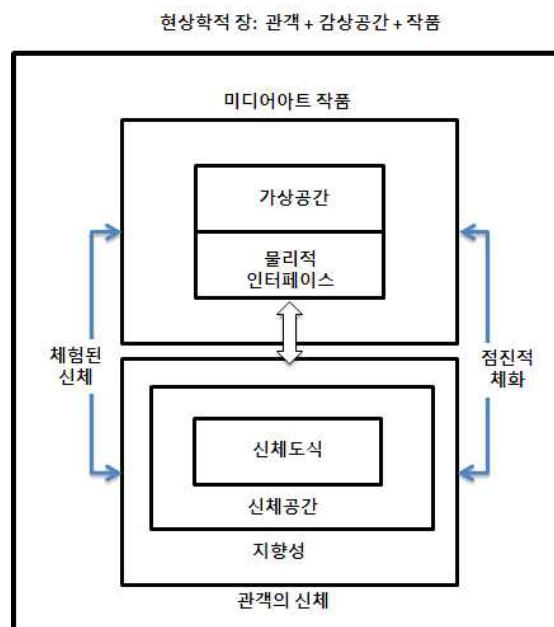 현상학적 장: 관객 + 감상공간 + 작품
미디어아트 작품
가상공간
물리적
인터페이스
체험된
신체
점진적
체화
신체도식
신체공간
지향성
관객의 신체